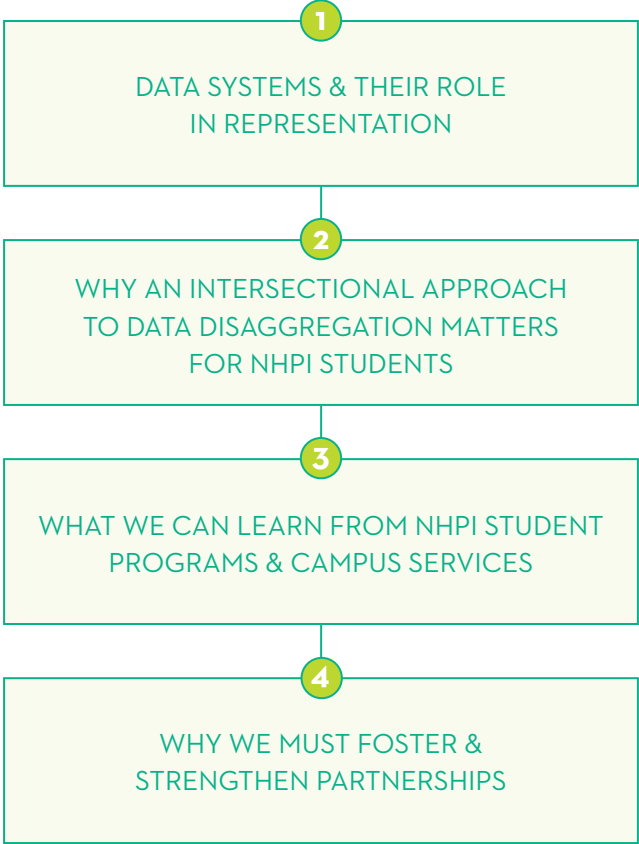 1
DATA SYSTEMS & THEIR ROLE
IN REPRESENTATION
2
WHY AN INTERSECTIONAL APPROACH
TO DATA DISAGGREGATION MATTERS
FOR NHPI STUDENTS
3
WHAT WE CAN LEARN FROM NHPI STUDENT
PROGRAMS & CAMPUS SERVICES
4
WHY WE MUST FOSTER &
STRENGTHEN PARTNERSHIPS